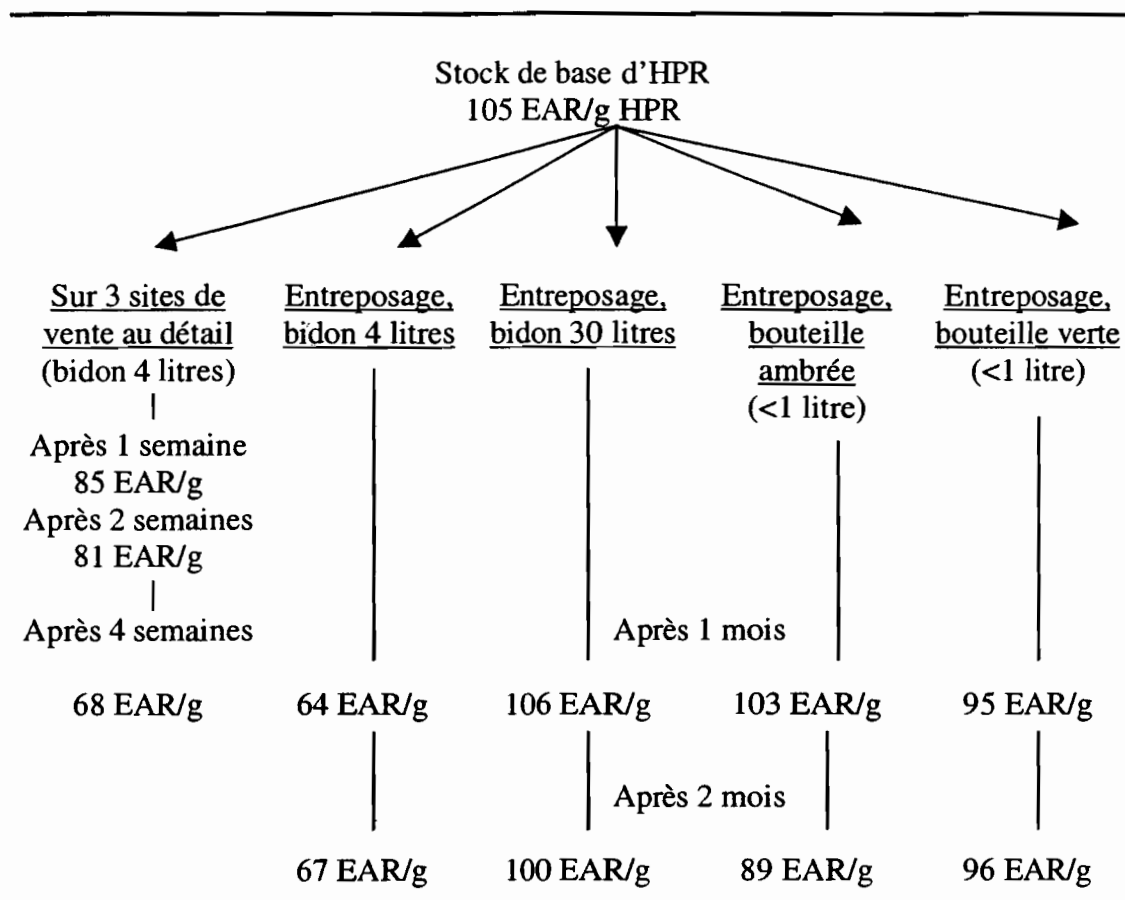 Stock de base d'HPR
105 EAR/g HPR
Sur 3 sites de
vente au détail
(bidon 4 litres)
Après 1 semaine
85 EAR/g
Après 2 semaines
81 EAR/g
Après 4 semaines
68 EAR/g
Entreposage,
bidon 4 litres
64 EAR/g
67 EAR/g
Entreposage,
bidon 30 litres
Après 1 mois
106 EAR/g
Après 2 mois
100 EAR/g
Entreposage,
bouteille
ambrée
(<1 litre)
103 EAR/g
89 EAR/g
Entreposage,
bouteille verte
(<1 litre)
95 EAR/g
96 EAR/g